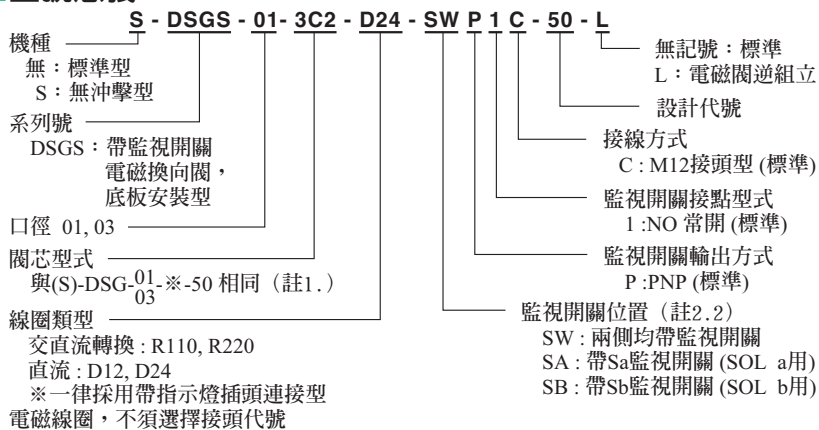 S - DSGS - 01- 3C2 - D24 - SW P 1 C - 50 - L
機種
無：標準型
S：無沖擊型
系列號
DSGS：帶監視開關
電磁換向閥，
底板安裝型
口徑 01, 03
閥芯型式
與(S)-DSG-01/03-※-50 相同（註1.）
線圈類型
交直流轉換 : R110, R220
直流 : D12, D24
※一律採用帶指示燈插頭連接型
電磁線圈，不須選擇接頭代號
無記號：標準
L：電磁閥逆組立
設計代號
接線方式
C : M12接頭型 (標準)
監視開關接點型式
1 :NO 常開 (標準)
監視開關輸出方式
P :PNP (標準)
監視開關位置（註2.2）
SW : 兩側均帶監視開關
SA : 帶Sa監視開關 (SOL a用)
SB : 帶Sb監視開關 (SOL b用)